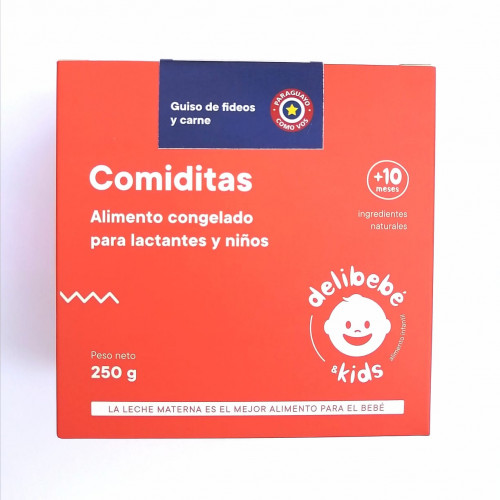 Guiso de fideos
y carne
PARAGUAYO
COMO VOS
Comiditas
+10
meses
Alimento congelado
para lactantes y niños
ingredientes
naturales
delibebé
& kids
alimento infantil
Peso neto
250 g
LA LECHE MATERNA ES EL MEJOR ALIMENTO PARA EL BEBÉ